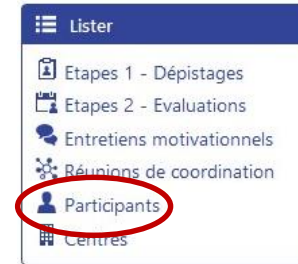 Lister
Etapes 1 - Dépistages
Etapes 2 - Evaluations
Entretiens motivationnels
Réunions de coordination
Participants
Centres